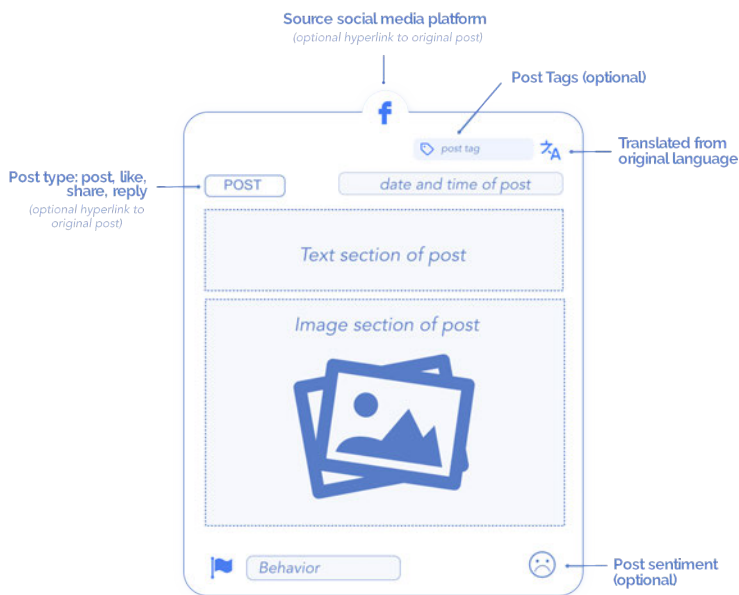 Source social media platform
(optional hyperlink to original post)
Post Tags (optional)
post tag
Translated from
original language
Post type: post, like,
share, reply
(optional hyperlink to
original post)
POST
date and time of post
Text section of post
Image section of post
Behavior
Post sentiment
(optional)